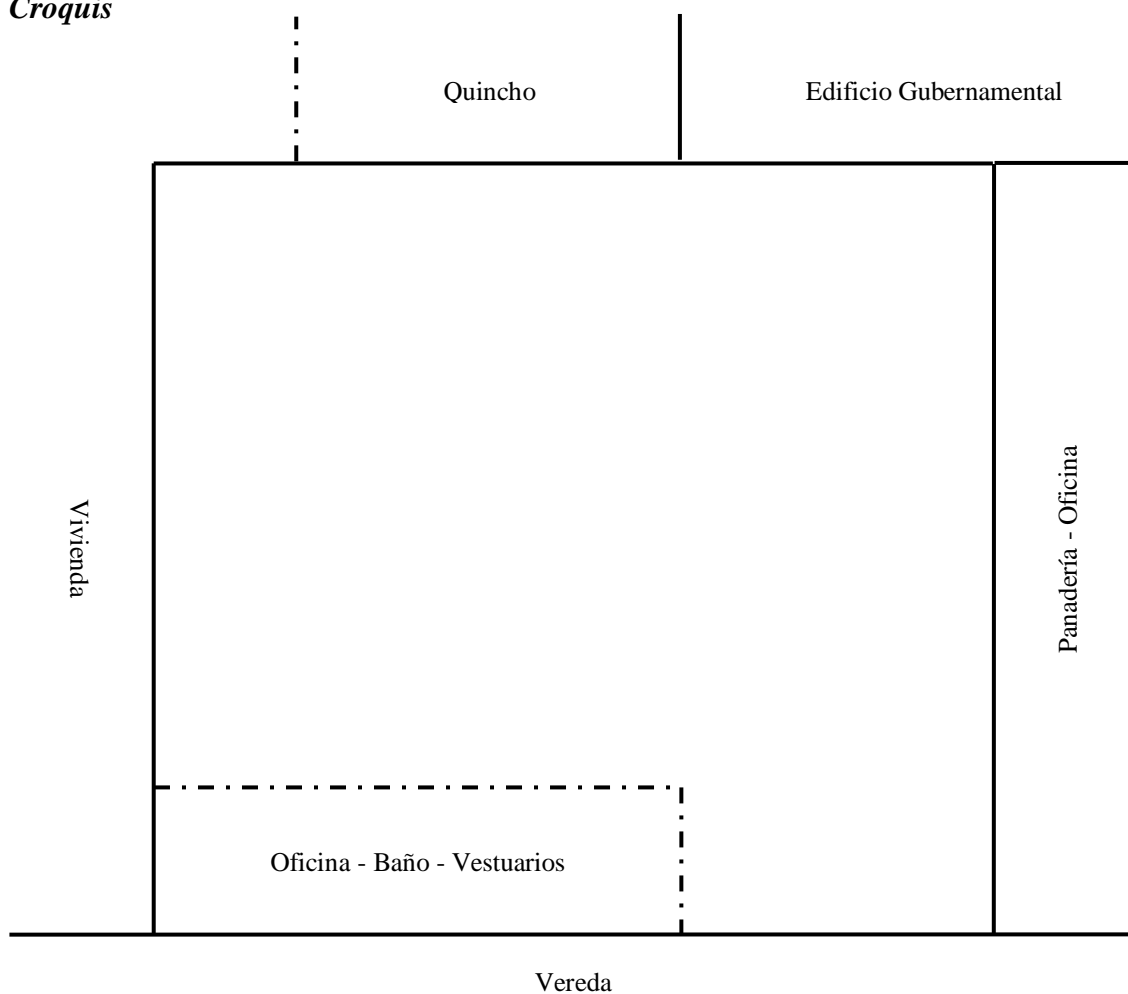 Croquis
Quincho
Edificio Gubernamental
Vivienda
Panadería - Oficina
Oficina - Baño - Vestuarios
Vereda